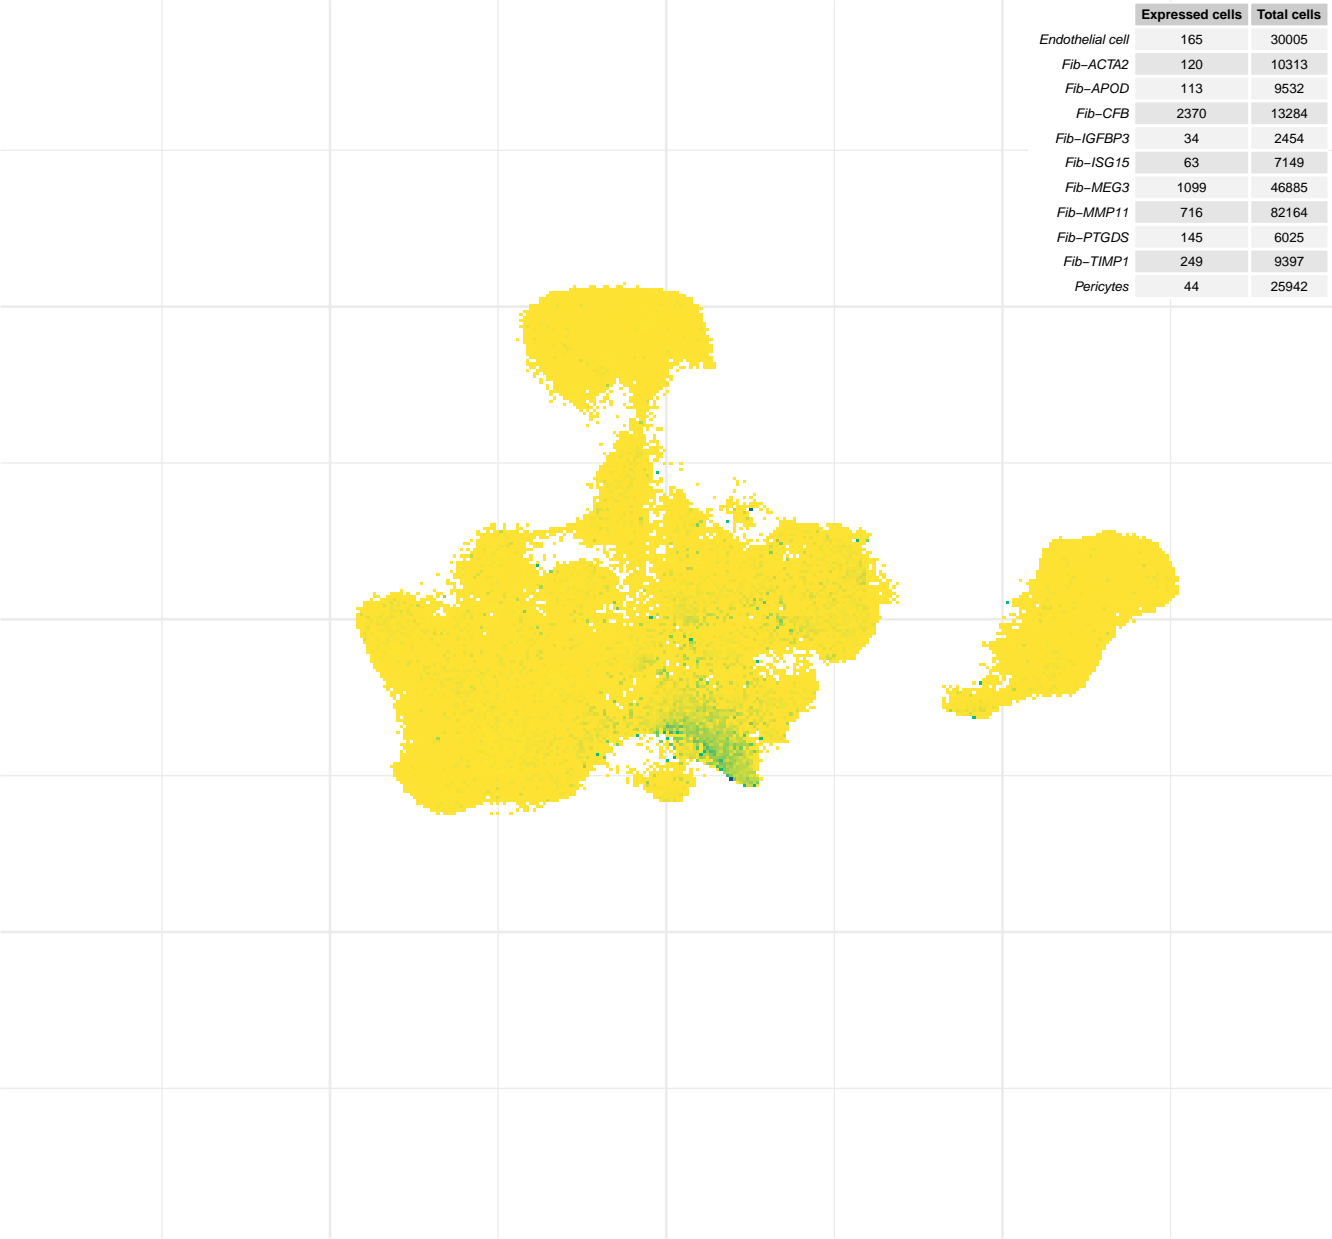 Expressed cells Total cells
Endothelial cell 165 30005
Fib−ACTA2 120 10313
Fib−APOD 113 9532
Fib−CFB 2370 13284
Fib−IGFBP3 34 2454
Fib−ISG15 63 7149
Fib−MEG3 1099 46885
Fib−MMP11 716 82164
Fib−PTGDS 145 6025
Fib−TIMP1 249 9397
Pericytes 44 25942